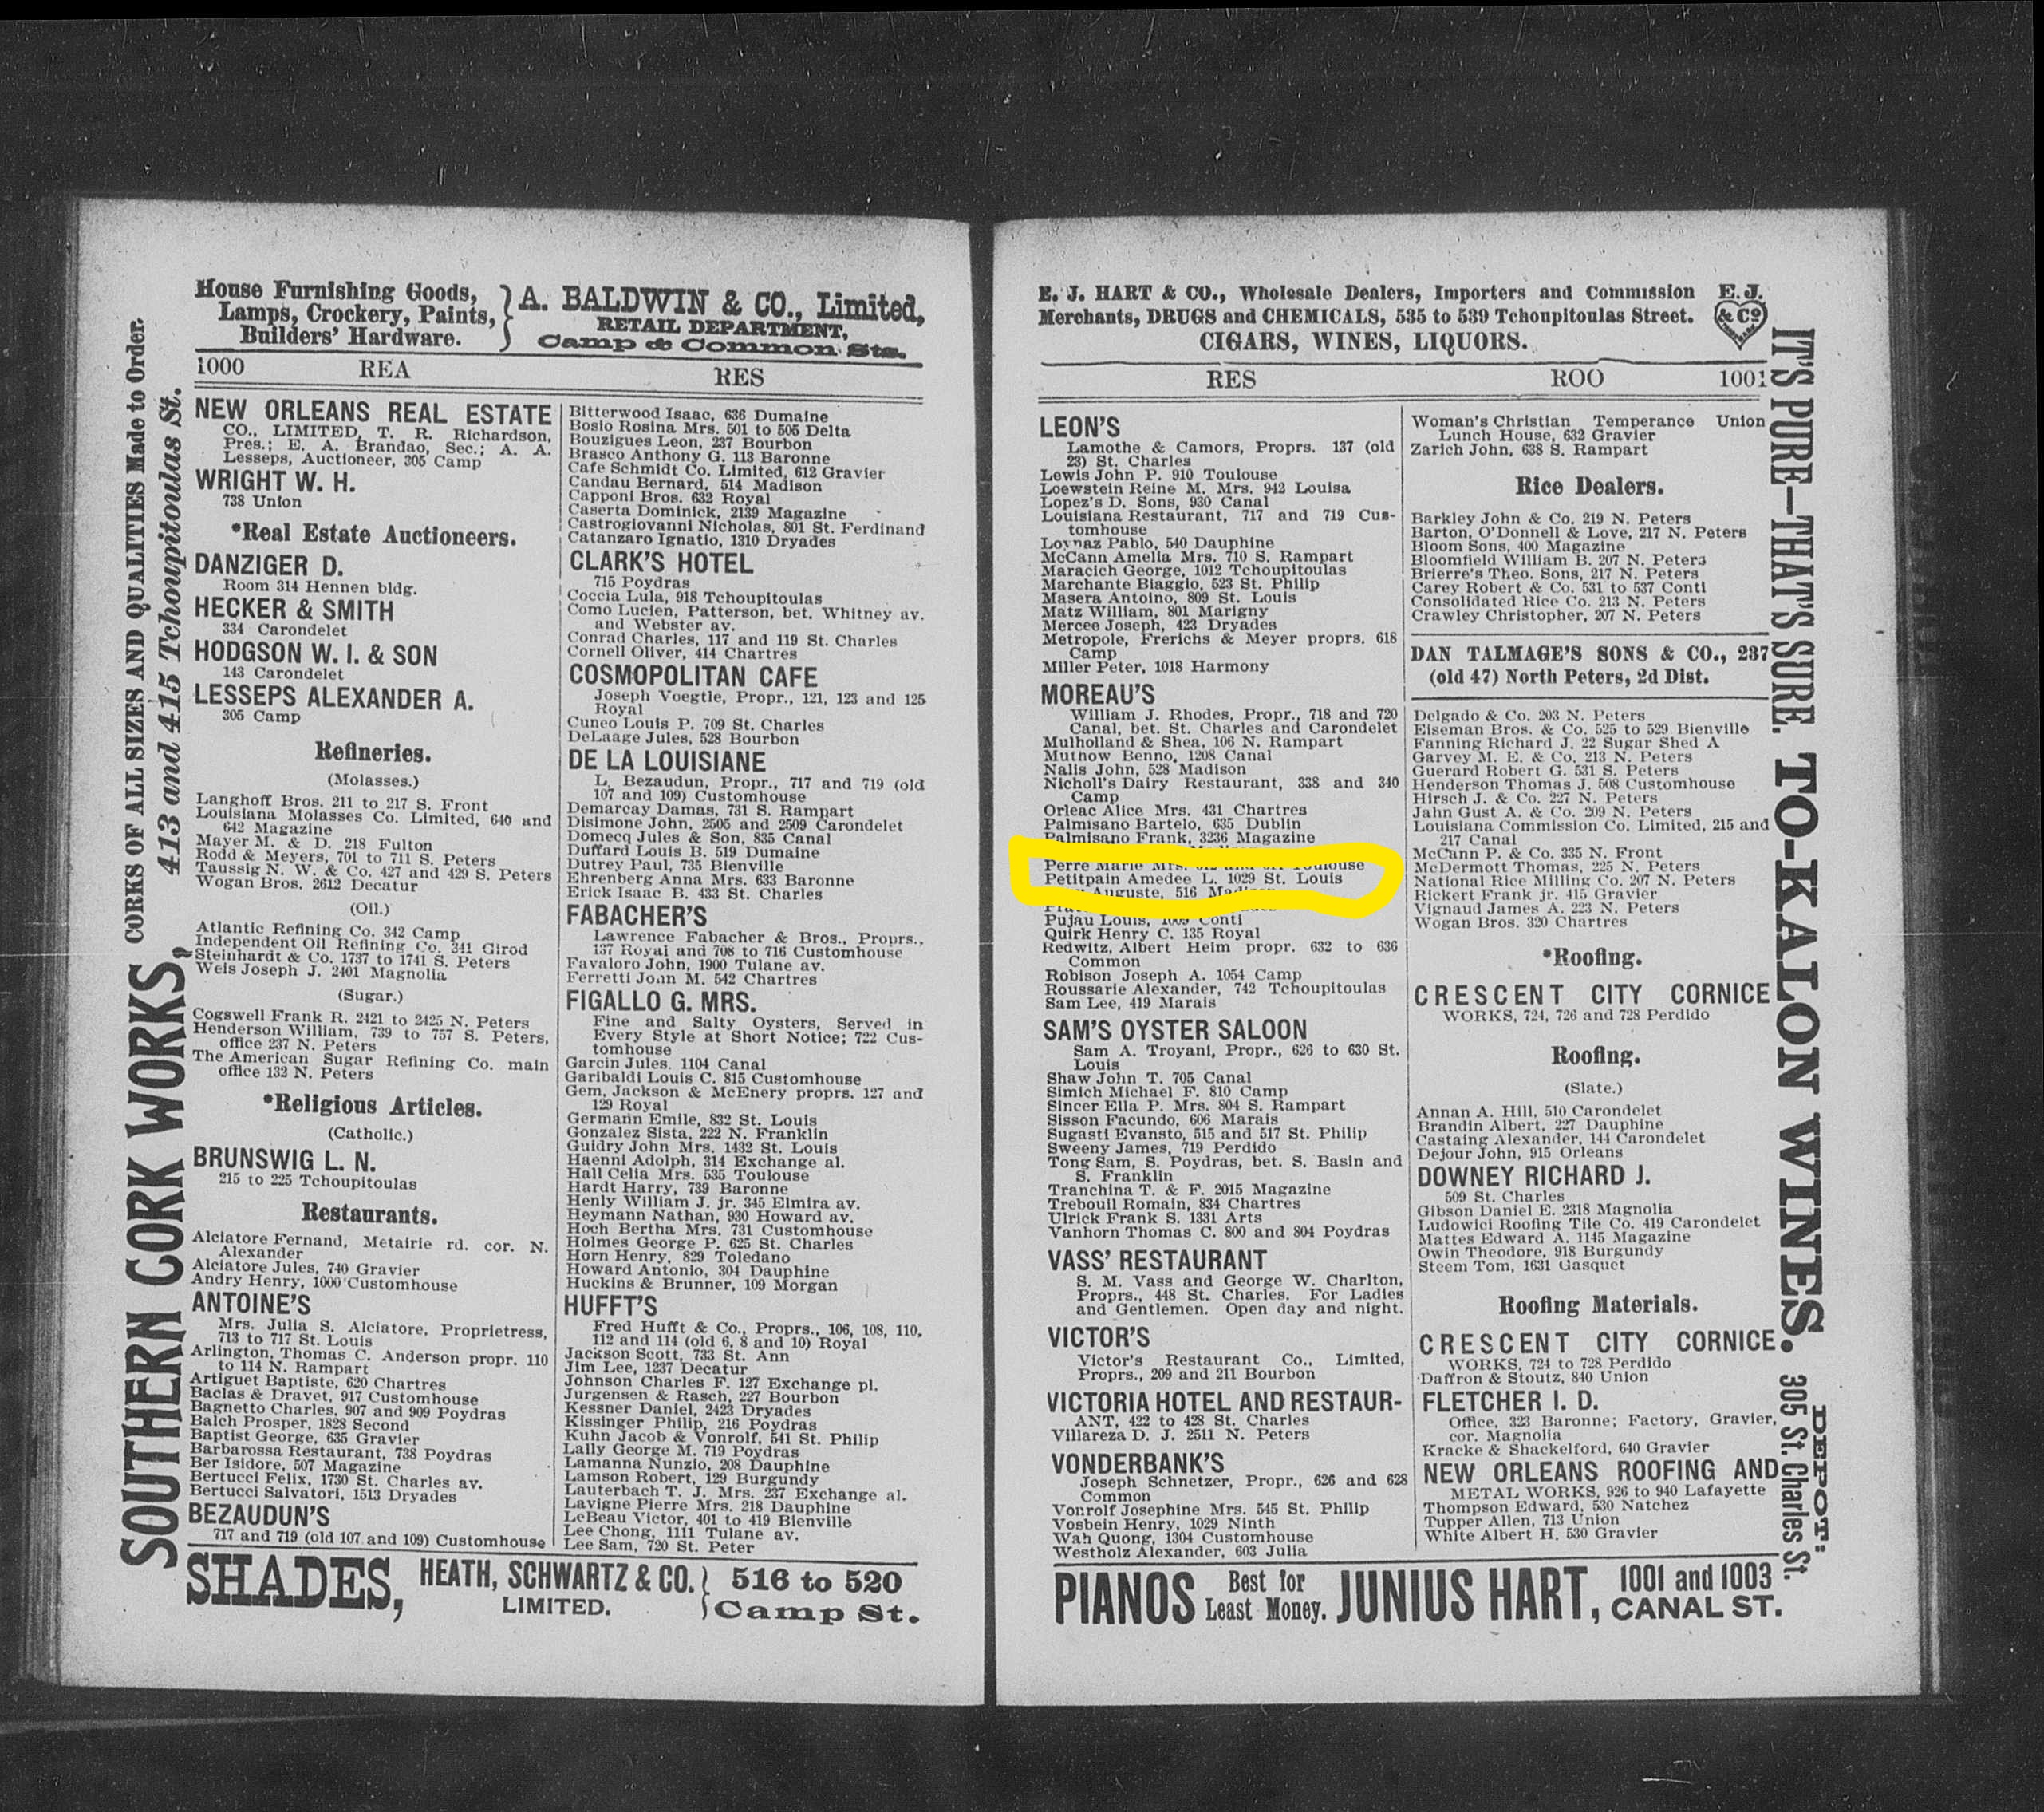 House Furnishing Goods,
Lamps, Crockery, Paints,
Builders' Hardware.
A. BALDWIN & CO., Limited,
RETAIL DEPARTMENT,
Camp & Common Sts.
1000 REA RES
CORKS OF ALL SIZES AND QUALITIES Made to Order.
SOUTHERN CORK WORKS, 413 and 415 Tchoupitoulas St.
NEW ORLEANS REAL ESTATE
CO., LIMITED, T. R. Richardson,
Pres.; E. A. Brandao, Sec.; A. A.
Lesseps, Auctioneer, 305 Camp
WRIGHT W. H.
738 Union
*Real Estate Auctioneers.
DANZIGER D.
Room 314 Hennen bldg.
HECKER & SMITH
334 Carondelet
HODGSON W. I. & SON
143 Carondelet
LESSEPS ALEXANDER A.
305 Camp
Refineries.
(Molasses.)
Langhoff Bros. 211 to 217 S. Front
Louisiana Molasses Co. Limited, 640 and
642 Magazine
Mayer M. & D. 218 Fulton
Rodd & Meyers, 701 to 711 S. Peters
Taussig N. W. & Co. 427 and 429 S. Peters
Wogan Bros. 2612 Decatur
(Oil.)
Atlantic Refining Co. 342 Camp
Independent Oil Refining Co. 341 Girod
Steinhardt & Co. 1737 to 1741 S. Peters
Weis Joseph J. 2401 Magnolia
(Sugar.)
Cogswell Frank R. 2421 to 2425 N. Peters
Henderson William, 739 to 757 S. Peters,
office 237 N. Peters
The American Sugar Refining Co. main
office 132 N. Peters
*Religious Articles.
(Catholic.)
BRUNSWIG L. N.
215 to 225 Tchoupitoulas
Restaurants.
Alciatore Fernand, Metairie rd. cor. N.
Alexander
Alciatore Jules, 740 Gravier
Andry Henry, 1000 Customhouse
ANTOINE'S
Mrs. Julia S. Alciatore, Proprietress,
713 to 717 St. Louis
Arlington, Thomas C. Anderson propr. 110
to 114 N. Rampart
Artiguet Baptiste, 620 Chartres
Baclas & Dravet, 917 Customhouse
Bagnetto Charles, 907 and 909 Poydras
Balch Prosper, 1828 Second
Baptist George, 635 Gravier
Barbarossa Restaurant, 738 Poydras
Ber Isidore, 507 Magazine
Bertucci Felix, 1730 St. Charles av.
Bertucci Salvatori, 1513 Dryades
BEZAUDUN'S
717 and 719 (old 107 and 109) Customhouse
Bitterwood Isaac, 636 Dumaine
Bosio Rosina Mrs. 501 to 505 Delta
Bouzigues Leon, 237 Bourbon
Brasco Anthony G. 113 Baronne
Cafe Schmidt Co. Limited, 612 Gravier
Candau Bernard, 514 Madison
Capponi Bros. 632 Royal
Caserta Dominick, 2139 Magazine
Castrogiovanni Nicholas, 801 St. Ferdinand
Catanzaro Ignatio, 1310 Dryades
CLARK'S HOTEL
715 Poydras
Coccia Lula, 918 Tchoupitoulas
Como Lucien, Patterson, bet. Whitney av.
and Webster av.
Conrad Charles, 117 and 119 St. Charles
Cornell Oliver, 414 Chartres
COSMOPOLITAN CAFE
Joseph Voegtle, Propr., 121, 123 and 125
Royal
Cuneo Louis P. 709 St. Charles
DeLaage Jules, 528 Bourbon
DE LA LOUISIANE
L. Bezaudun, Propr., 717 and 719 (old
107 and 109) Customhouse
Demarcay Damas, 731 S. Rampart
Disimone John, 2505 and 2509 Carondelet
Domecq Jules & Son, 835 Canal
Duffard Louis B. 519 Dumaine
Dutrey Paul, 735 Bienville
Ehrenberg Anna Mrs. 633 Baronne
Erick Isaac B. 433 St. Charles
FABACHER'S
Lawrence Fabacher & Bros., Proprs.,
137 Royal and 708 to 716 Customhouse
Favaloro John, 1900 Tulane av.
Ferretti John M. 542 Chartres
FIGALLO G. MRS.
Fine and Salty Oysters, Served in
Every Style at Short Notice; 722 Cus-
tomhouse
Garcin Jules. 1104 Canal
Garibaldi Louis C. 815 Customhouse
Gem, Jackson & McEnery proprs. 127 and
129 Royal
Germann Emile, 832 St. Louis
Gonzalez Sista, 222 N. Franklin
Guidry John Mrs. 1432 St. Louis
Haenni Adolph, 314 Exchange al.
Hall Celia Mrs. 535 Toulouse
Hardt Harry, 739 Baronne
Henly William J. jr. 345 Elmira av.
Heymann Nathan, 930 Howard av.
Hoch Bertha Mrs. 731 Customhouse
Holmes George P. 625 St. Charles
Horn Henry, 829 Toledano
Howard Antonio, 304 Dauphine
Huckins & Brunner, 109 Morgan
HUFFT'S
Fred Hufft & Co., Proprs., 106, 108, 110,
112 and 114 (old 6, 8 and 10) Royal
Jackson Scott, 733 St. Ann
Jim Lee, 1237 Decatur
Johnson Charles F. 127 Exchange pl.
Jurgensen & Rasch, 227 Bourbon
Kessner Daniel, 2423 Dryades
Kissinger Philip, 216 Poydras
Kuhn Jacob & Vonrolf, 541 St. Philip
Lally George M. 719 Poydras
Lamanna Nunzio, 208 Dauphine
Lamson Robert, 129 Burgundy
Lauterbach T. J. Mrs. 237 Exchange al.
Lavigne Pierre Mrs. 218 Dauphine
LeBeau Victor, 401 to 419 Bienville
Lee Chong, 1111 Tulane av.
Lee Sam, 720 St. Peter
SHADES, HEATH, SCHWARTZ & CO. LIMITED. 516 to 520 Camp St.
E. J. HART & CO., Wholesale Dealers, Importers and Commission
Merchants, DRUGS and CHEMICALS, 535 to 539 Tchoupitoulas Street.
CIGARS, WINES, LIQUORS.
E. J. & Co
RES ROO 1001
LEON'S
Lamothe & Camors, Proprs. 137 (old
23) St. Charles
Lewis John P. 910 Toulouse
Loewstein Reine M. Mrs. 942 Louisa
Lopez's D. Sons, 930 Canal
Louisiana Restaurant, 717 and 719 Cus-
tomhouse
Loynaz Pablo, 540 Dauphine
McCann Amelia Mrs. 710 S. Rampart
Maracich George, 1012 Tchoupitoulas
Marchante Biaggio, 523 St. Philip
Masera Antoino, 809 St. Louis
Matz William, 801 Marigny
Mercee Joseph, 423 Dryades
Metropole, Frerichs & Meyer proprs. 618
Camp
Miller Peter, 1018 Harmony
MOREAU'S
William J. Rhodes, Propr., 718 and 720
Canal, bet. St. Charles and Carondelet
Mulholland & Shea, 106 N. Rampart
Muthow Benno, 1208 Canal
Nalis John, 528 Madison
Nicholl's Dairy Restaurant, 338 and 340
Camp
Orleac Alice Mrs. 431 Chartres
Palmisano Bartelo, 635 Dublin
Palmisano Frank, 3236 Magazine
Perre Marie Mrs. and Toulouse
Petitpain Amedee L. 1029 St. Louis
Auguste, 516
Pujau Louis, 1009 Conti
Quirk Henry C. 135 Royal
Redwitz, Albert Heim propr. 632 to 636
Common
Robison Joseph A. 1054 Camp
Roussarie Alexander, 742 Tchoupitoulas
Sam Lee, 419 Marais
SAM'S OYSTER SALOON
Sam A. Troyani, Propr., 626 to 630 St.
Louis
Shaw John T. 705 Canal
Simich Michael F. 810 Camp
Sincer Ella P. Mrs. 804 S. Rampart
Sisson Facundo, 606 Marais
Sugasti Evansto, 515 and 517 St. Philip
Sweeny James, 719 Perdido
Tong Sam, S. Poydras, bet. S. Basin and
S. Franklin
Tranchina T. & F. 2015 Magazine
Trebouil Romain, 834 Chartres
Ulrick Frank S. 1331 Arts
Vanhorn Thomas C. 800 and 804 Poydras
VASS' RESTAURANT
S. M. Vass and George W. Charlton,
Proprs., 448 St. Charles. For Ladies
and Gentlemen. Open day and night.
VICTOR'S
Victor's Restaurant Co., Limited,
Proprs., 209 and 211 Bourbon
VICTORIA HOTEL AND RESTAUR-
ANT, 422 to 428 St. Charles
Villareza D. J. 2511 N. Peters
VONDERBANK'S
Joseph Schnetzer, Propr., 626 and 628
Common
Vonrolf Josephine Mrs. 545 St. Philip
Vosbein Henry, 1029 Ninth
Wah Quong, 1304 Customhouse
Westholz Alexander, 603 Julia
Woman's Christian Temperance Union
Lunch House, 632 Gravier
Zarich John, 638 S. Rampart
Rice Dealers.
Barkley John & Co. 219 N. Peters
Barton, O'Donnell & Love, 217 N. Peters
Bloom Sons, 400 Magazine
Bloomfield William B. 207 N. Peters
Brierre's Theo. Sons, 217 N. Peters
Carey Robert & Co. 531 to 537 Conti
Consolidated Rice Co. 213 N. Peters
Crawley Christopher, 207 N. Peters
DAN TALMAGE'S SONS & CO., 237
(old 47) North Peters, 2d Dist.
Delgado & Co. 203 N. Peters
Eiseman Bros. & Co. 525 to 529 Bienville
Fanning Richard J. 22 Sugar Shed A
Garvey M. E. & Co. 213 N. Peters
Guerard Robert G. 531 S. Peters
Henderson Thomas J. 508 Customhouse
Hirsch J. & Co. 227 N. Peters
Jahn Gust A. & Co. 209 N. Peters
Louisiana Commission Co. Limited, 215 and
217 Canal
McCann P. & Co. 335 N. Front
McDermott Thomas, 225 N. Peters
National Rice Milling Co. 207 N. Peters
Rickert Frank jr. 415 Gravier
Vignaud James A. 223 N. Peters
Wogan Bros. 320 Chartres
*Roofing.
CRESCENT CITY CORNICE
WORKS, 724, 726 and 728 Perdido
Roofing.
(Slate.)
Annan A. Hill, 510 Carondelet
Brandin Albert, 227 Dauphine
Castaing Alexander, 144 Carondelet
Dejour John, 915 Orleans
DOWNEY RICHARD J.
509 St. Charles
Gibson Daniel E. 2318 Magnolia
Ludowici Roofing Tile Co. 419 Carondelet
Mattes Edward A. 1145 Magazine
Owin Theodore, 918 Burgundy
Steem Tom, 1631 Gasquet
Roofing Materials.
CRESCENT CITY CORNICE
WORKS, 724 to 728 Perdido
Daffron & Stoutz, 840 Union
FLETCHER I. D.
Office, 323 Baronne; Factory, Gravier,
cor. Magnolia
Kracke & Shackelford, 640 Gravier
NEW ORLEANS ROOFING AND
METAL WORKS, 926 to 940 Lafayette
Thompson Edward, 530 Natchez
Tupper Allen, 713 Union
White Albert H. 530 Gravier
IT'S PURE—THAT'S SURE. TO-KALON WINES. DEPOT: 305 St. Charles St.
PIANOS Best for Least Money. JUNIUS HART, 1001 and 1003 CANAL ST.